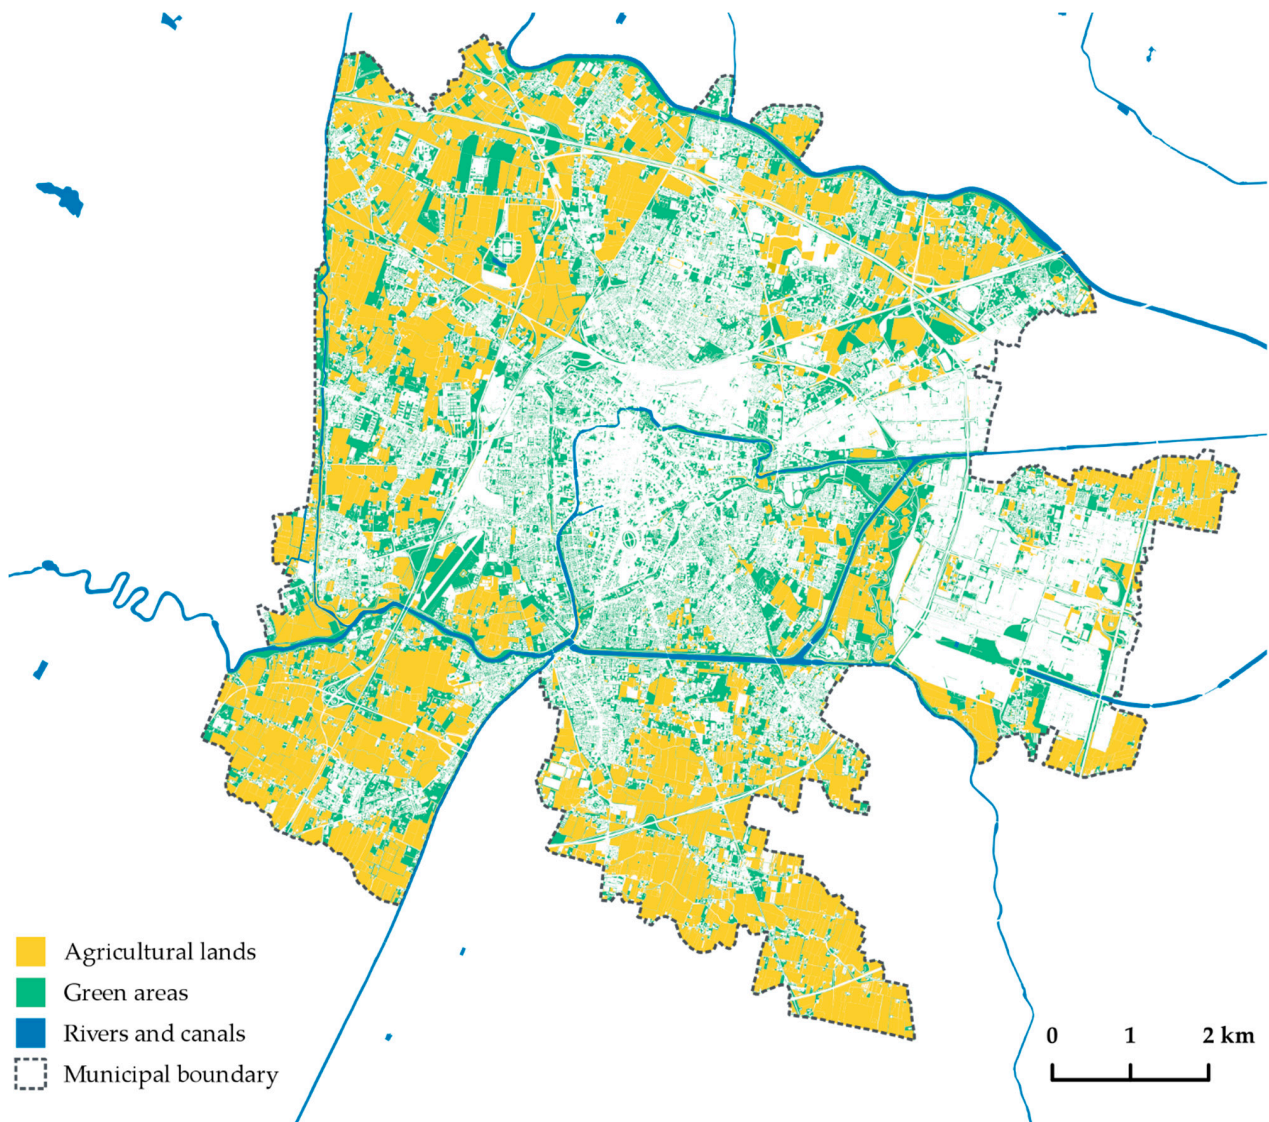 Agricultural lands
Green areas
Rivers and canals
Municipal boundary
0 1 2 km